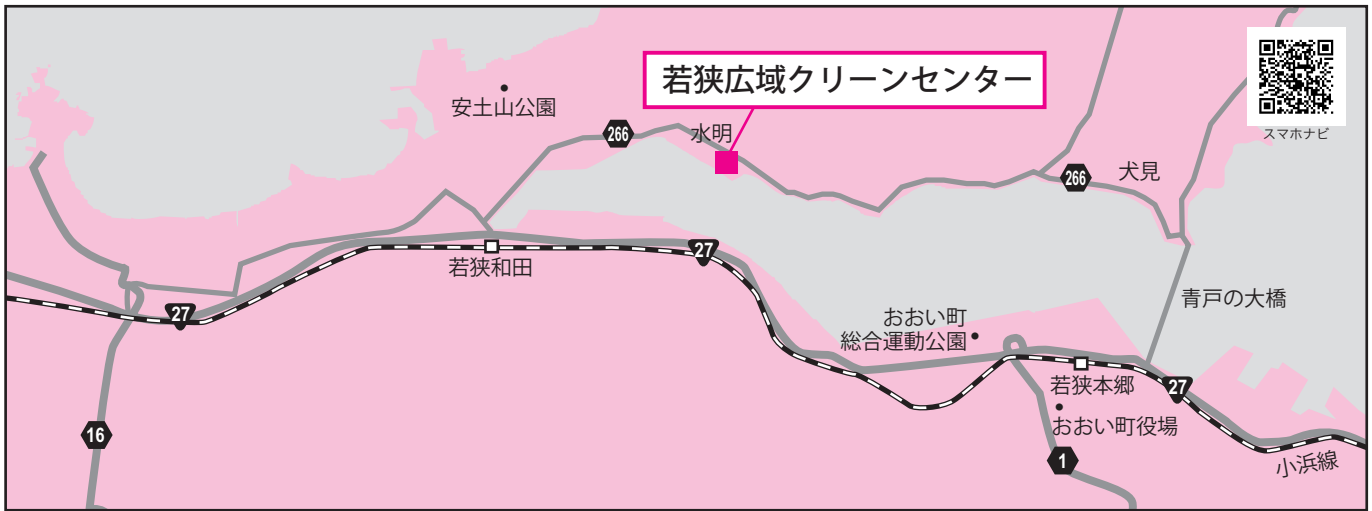 若狭広域クリーンセンター
スマホナビ
安土山公園
266
水明
266
犬見
27
若狭和田
27
青戸の大橋
おおい町
総合運動公園
若狭本郷
27
おおい町役場
16
1
小浜線